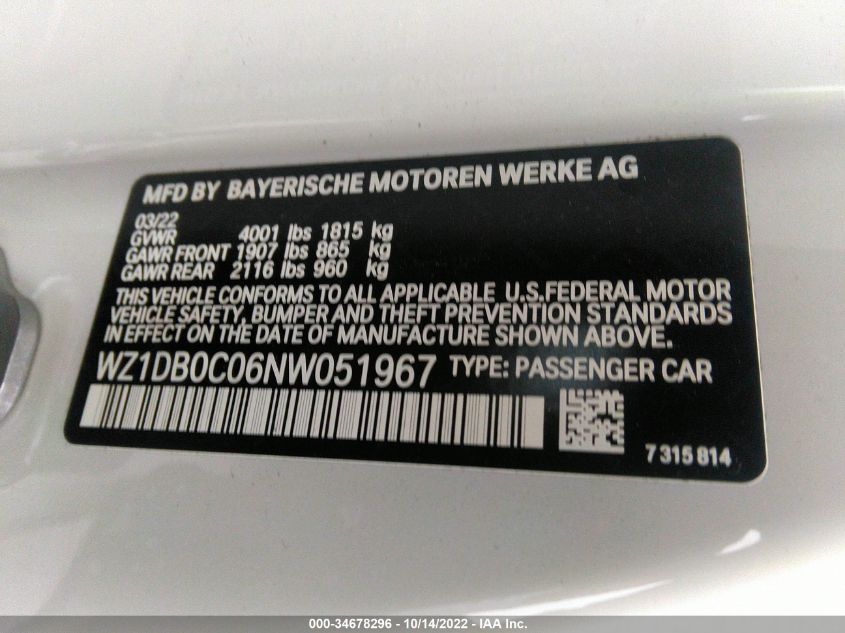 MFD BY BAYERISCHE MOTOREN WERKE AG
03/22
GVWR 4001 lbs 1815 kg
GAWR FRONT 1907 lbs 865 kg
GAWR REAR 2116 lbs 960 kg
THIS VEHICLE CONFORMS TO ALL APPLICABLE U.S.FEDERAL MOTOR
VEHICLE SAFETY, BUMPER AND THEFT PREVENTION STANDARDS
IN EFFECT ON THE DATE OF MANUFACTURE SHOWN ABOVE.
WZ1DB0C06NW051967 TYPE: PASSENGER CAR
7 315 814
000-34678296 - 10/14/2022 - IAA Inc.